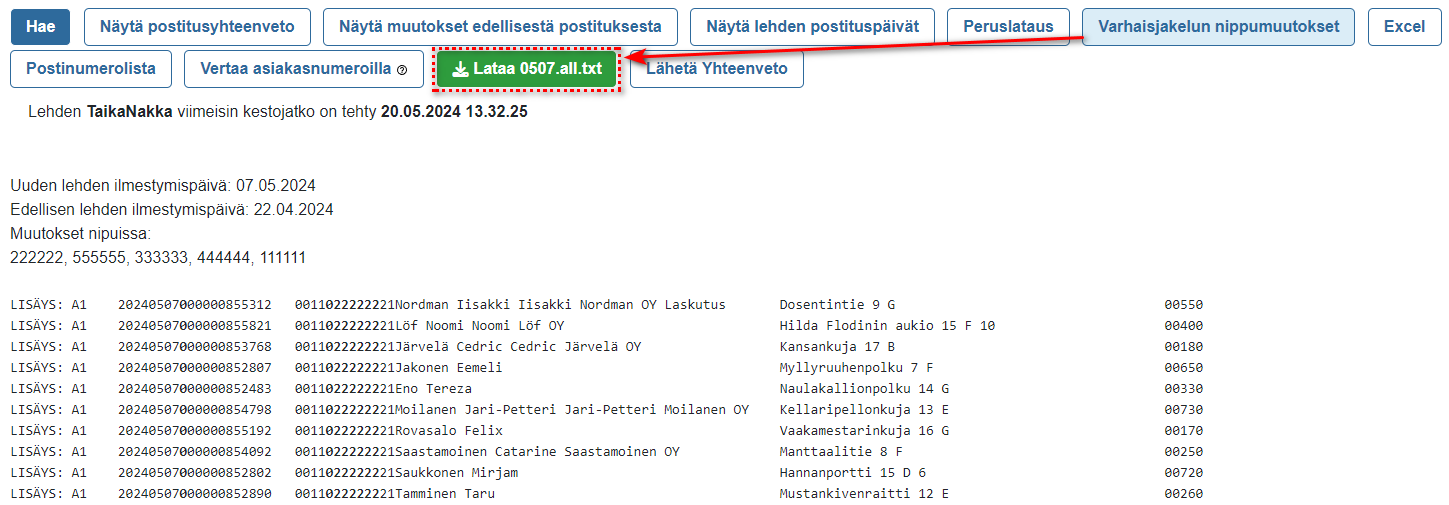 Hae Näytä postitusyhteenveto Näytä muutokset edellisestä postituksesta Näytä lehden postituspäivät Peruslataus Varhaisjakelun nippumuutokset Excel
Postinumerolista Vertaa asiakasnumeroilla ? Lataa 0507.all.txt Lähetä Yhteenveto
Lehden TaikaNakka viimeisin kestojatko on tehty 20.05.2024 13.32.25
Uuden lehden ilmestymispäivä: 07.05.2024
Edellisen lehden ilmestymispäivä: 22.04.2024
Muutokset nipuissa:
222222, 555555, 333333, 444444, 111111
LISÄYS: A1 20240507000000855312 0011022222221Nordman Iisakki Iisakki Nordman OY Laskutus Dosentintie 9 G 00550
LISÄYS: A1 20240507000000855821 0011022222221Löf Noomi Noomi Löf OY Hilda Flodinin aukio 15 F 10 00400
LISÄYS: A1 20240507000000853768 0011022222221Järvelä Cedric Cedric Järvelä OY Kansankuja 17 B 00180
LISÄYS: A1 20240507000000852807 0011022222221Jakonen Eemeli Myllyruuhenpolku 7 F 00650
LISÄYS: A1 20240507000000852483 0011022222221Eno Tereza Naulakallionpolku 14 G 00330
LISÄYS: A1 20240507000000854798 0011022222221Moilanen Jari-Petteri Jari-Petteri Moilanen OY Kellaripellonkuja 13 E 00730
LISÄYS: A1 20240507000000855192 0011022222221Rovasalo Felix Vaakamestarinkuja 16 G 00170
LISÄYS: A1 20240507000000854092 0011022222221Saastamoinen Catarine Saastamoinen OY Manttaalitie 8 F 00250
LISÄYS: A1 20240507000000852802 0011022222221Saukkonen Mirjam Hannanportti 15 D 6 00720
LISÄYS: A1 20240507000000852890 0011022222221Tamminen Taru Mustankivenraitti 12 E 00260